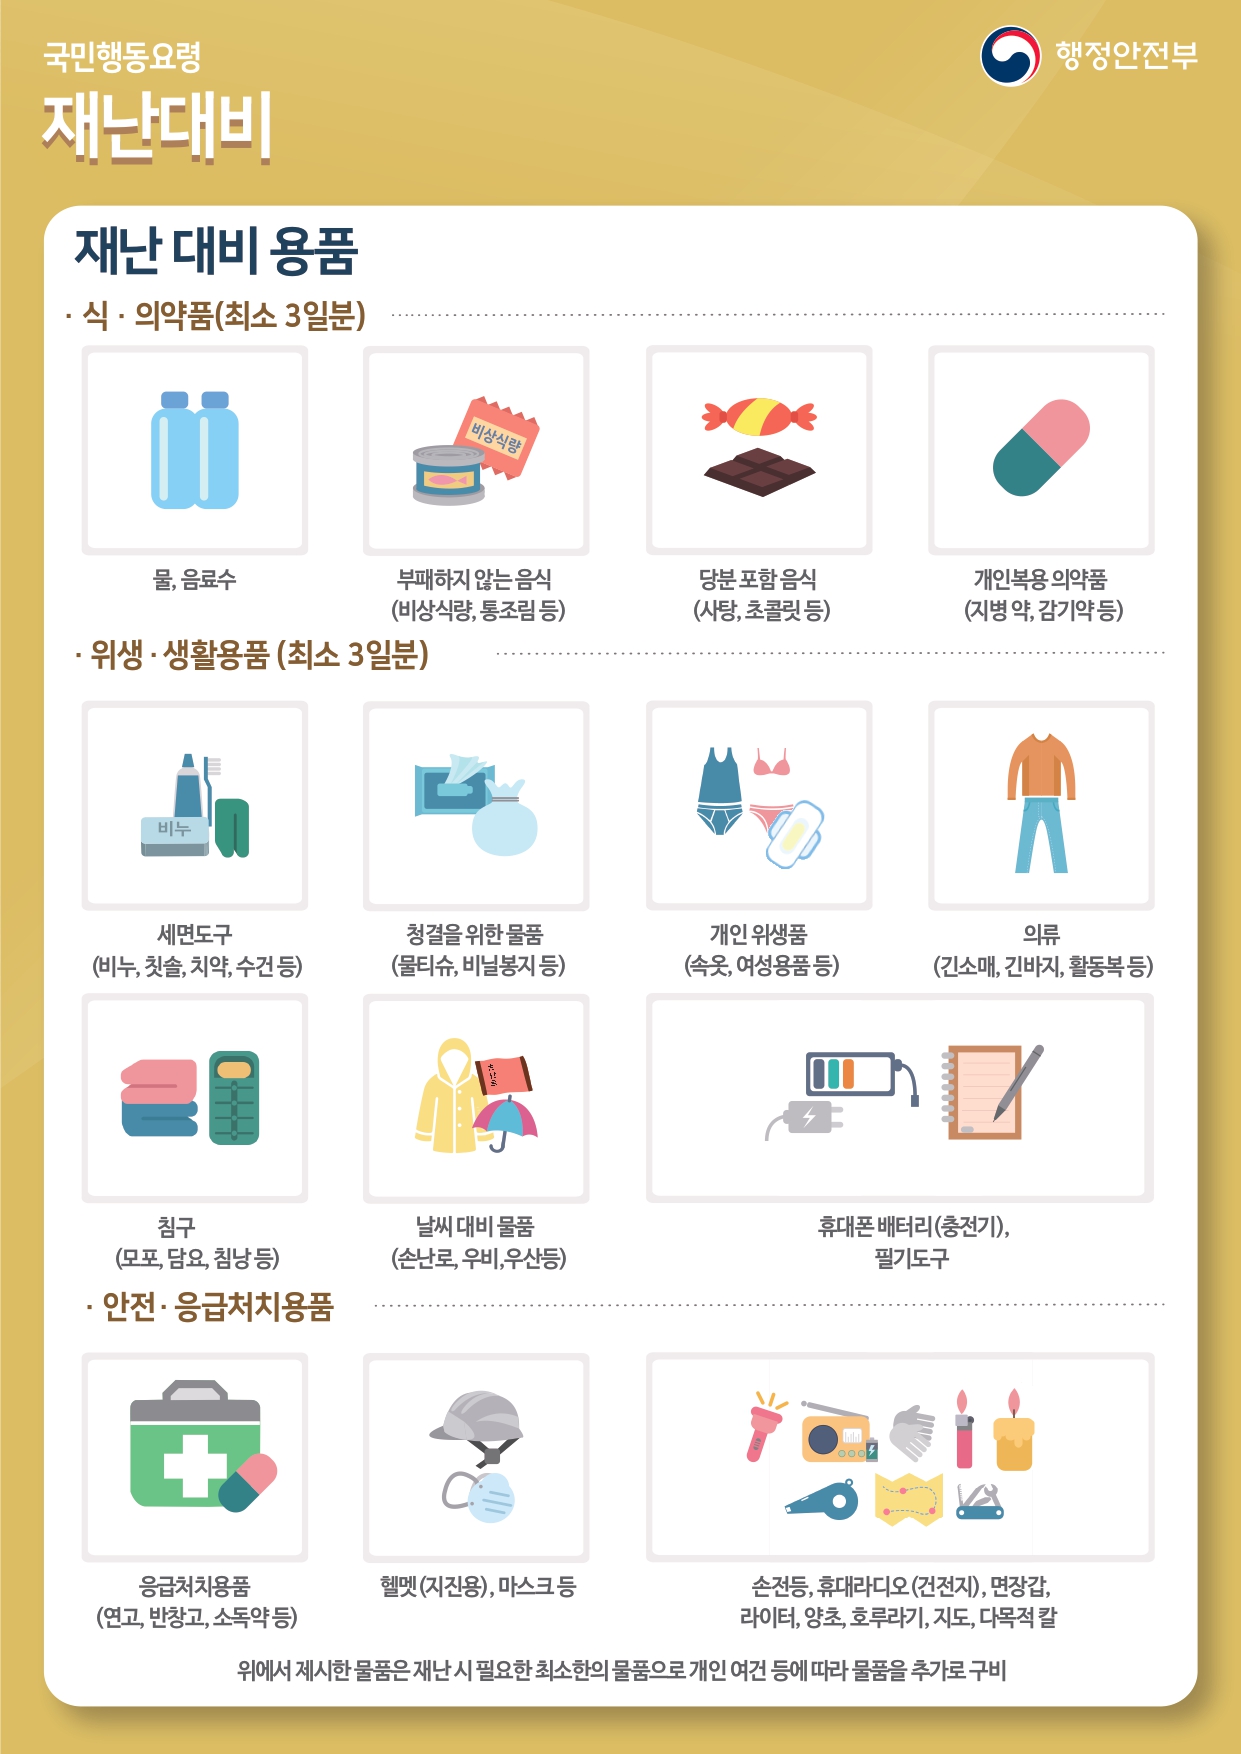 국민행동요령
행정안전부
재난대비
재난 대비 용품
· 식 · 의약품(최소 3일분)
비상식량
물, 음료수
부패하지 않는 음식
(비상식량, 통조림 등)
당분 포함 음식
(사탕, 초콜릿 등)
개인복용 의약품
(지병 약, 감기약 등)
· 위생 · 생활용품 (최소 3일분)
비누
세면도구
(비누, 칫솔, 치약, 수건 등)
청결을 위한 물품
(물티슈, 비닐봉지 등)
개인 위생품
(속옷, 여성용품 등)
의류
(긴소매, 긴바지, 활동복 등)
손난로
침구
(모포, 담요, 침낭 등)
날씨 대비 물품
(손난로, 우비,우산등)
휴대폰 배터리(충전기),
필기도구
· 안전 · 응급처치용품
응급처치용품
(연고, 반창고, 소독약 등)
헬멧(지진용), 마스크 등
손전등, 휴대라디오(건전지), 면장갑,
라이터, 양초, 호루라기, 지도, 다목적 칼
위에서 제시한 물품은 재난 시 필요한 최소한의 물품으로 개인 여건 등에 따라 물품을 추가로 구비